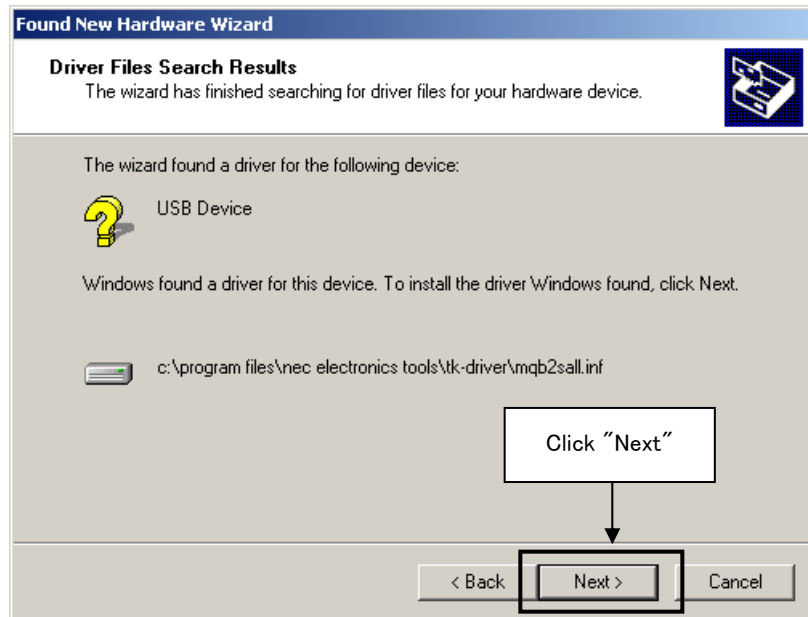 Found New Hardware Wizard
Driver Files Search Results
The wizard has finished searching for driver files for your hardware device.
The wizard found a driver for the following device:
USB Device
Windows found a driver for this device. To install the driver Windows found, click Next.
c:\program files\nec electronics tools\tk-driver\mqb2sall.inf
Click "Next"
< Back
Next >
Cancel